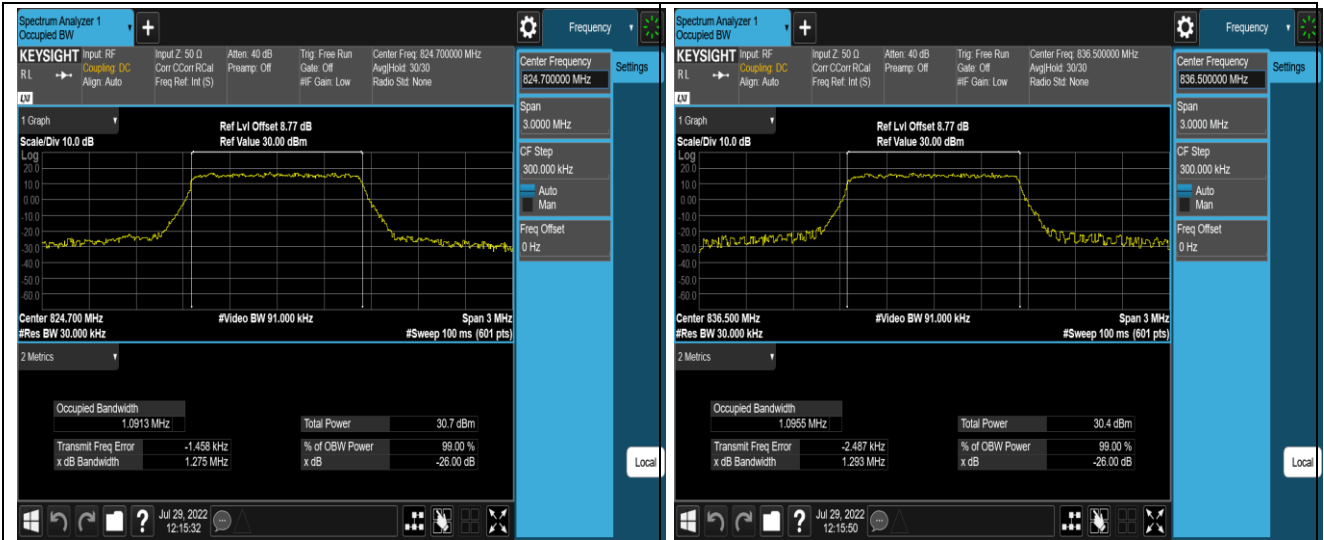 Spectrum Analyzer 1
Occupied BW
+
Frequency
KEYSIGHT
RL
LXI
Input: RF
Coupling: DC
Align: Auto
Input Z: 50 Ω
Corr CCorr RCal
Freq Ref: Int (S)
Atten: 40 dB
Preamp: Off
Trig: Free Run
Gate: Off
#IF Gain: Low
Center Freq: 824.700000 MHz
Avg|Hold: 30/30
Radio Std: None
Center Frequency
824.700000 MHz
Settings
Span
3.0000 MHz
CF Step
300.000 kHz
Auto
Man
Freq Offset
0 Hz
Local
1 Graph
Scale/Div 10.0 dB
Ref Lvl Offset 8.77 dB
Ref Value 30.00 dBm
Log
20.0
10.0
0.00
-10.0
-20.0
-30.0
-40.0
-50.0
-60.0
Center 824.700 MHz
#Video BW 91.000 kHz
Span 3 MHz
#Res BW 30.000 kHz
#Sweep 100 ms (601 pts)
2 Metrics
Occupied Bandwidth
1.0913 MHz
Total Power 30.7 dBm
Transmit Freq Error -1.458 kHz
% of OBW Power 99.00 %
x dB Bandwidth 1.275 MHz
x dB -26.00 dB
?
Jul 29, 2022
12:15:32
Spectrum Analyzer 1
Occupied BW
+
Frequency
KEYSIGHT
RL
LXI
Input: RF
Coupling: DC
Align: Auto
Input Z: 50 Ω
Corr CCorr RCal
Freq Ref: Int (S)
Atten: 40 dB
Preamp: Off
Trig: Free Run
Gate: Off
#IF Gain: Low
Center Freq: 836.500000 MHz
Avg|Hold: 30/30
Radio Std: None
Center Frequency
836.500000 MHz
Settings
Span
3.0000 MHz
CF Step
300.000 kHz
Auto
Man
Freq Offset
0 Hz
Local
1 Graph
Scale/Div 10.0 dB
Ref Lvl Offset 8.77 dB
Ref Value 30.00 dBm
Log
20.0
10.0
0.00
-10.0
-20.0
-30.0
-40.0
-50.0
-60.0
Center 836.500 MHz
#Video BW 91.000 kHz
Span 3 MHz
#Res BW 30.000 kHz
#Sweep 100 ms (601 pts)
2 Metrics
Occupied Bandwidth
1.0955 MHz
Total Power 30.4 dBm
Transmit Freq Error -2.487 kHz
% of OBW Power 99.00 %
x dB Bandwidth 1.293 MHz
x dB -26.00 dB
?
Jul 29, 2022
12:15:50